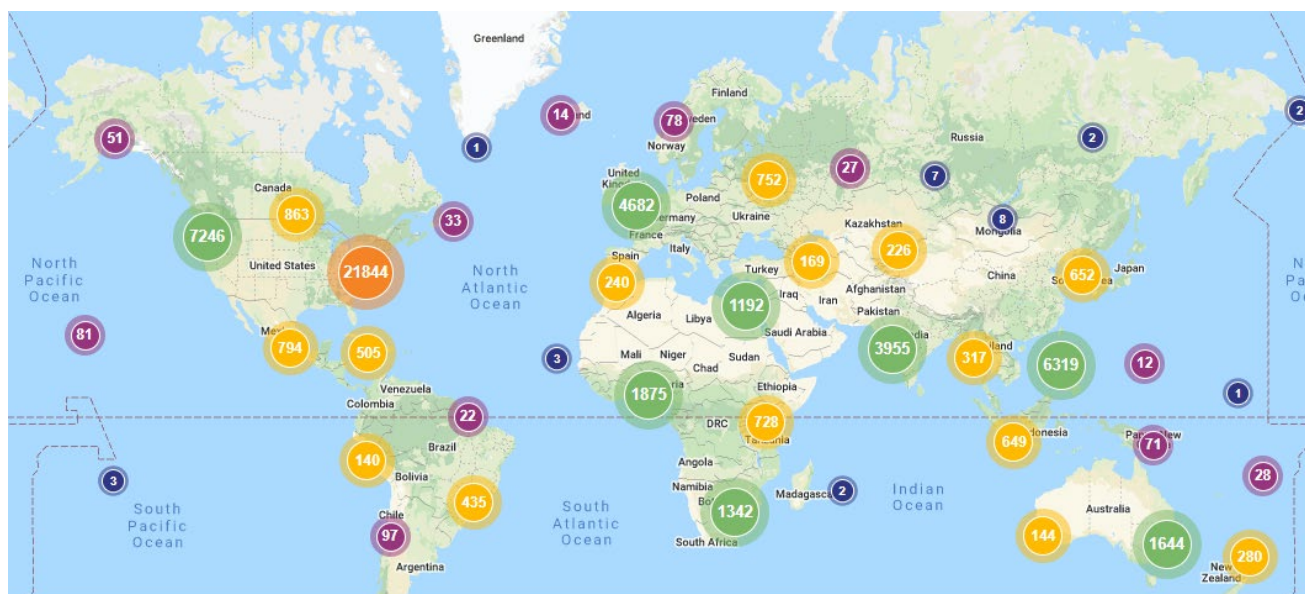 Greenland
Finland
14
78
Sweden
51
1
Norway
Russia
2
2
Canada
863
33
United
Kingdom
4682
Poland
Germany
Ukraine
France
752
27
7
Kazakhstan
8
Mongolia
7246
North
Pacific
Ocean
United States
21844
North
Atlantic
Ocean
Spain
Italy
240
Turkey
169
226
China
652
South Korea
Japan
Algeria
Libya
1192
Iraq
Iran
Afghanistan
Pakistan
Saudi Arabia
81
Mexico
794
505
3
Mali
Niger
Chad
Sudan
3955
India
317
Thailand
6319
12
1
Venezuela
Colombia
1875
Nigeria
Ethiopia
22
DRC
728
Tanzania
649
Indonesia
Papua New
71
28
Brazil
140
Bolivia
3
South
Pacific
Ocean
435
Angola
Namibia
Madagascar
2
Indian
Ocean
South
Atlantic
Ocean
1342
Chile
97
Argentina
South Africa
Australia
144
1644
280
New
Zealand